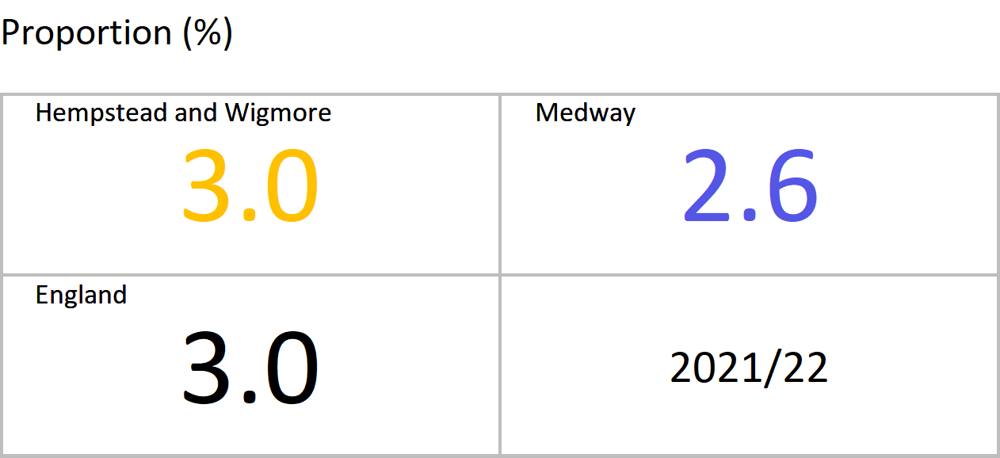 Proportion (%)
Hempstead and Wigmore
3.0
Medway
2.6
England
3.0
2021/22